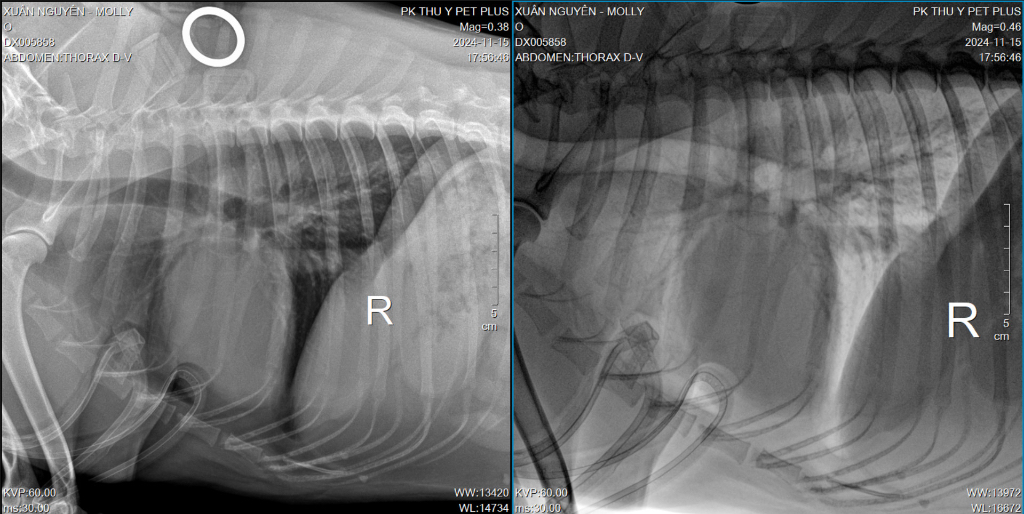 XUÂN NGUYÊN - MOLLY
O
DX005858
ABDOMEN:THORAX D-V
PK THU Y PET PLUS
Mag=0.38
2024-11-15
17:56:46
R
5
cm
KVP:60.00
ms:30.00
WW:13420
WL:14734
XUÂN NGUYÊN - MOLLY
O
DX005858
ABDOMEN:THORAX D-V
PK THU Y PET PLUS
Mag=0.46
2024-11-15
17:56:46
R
5
cm
KVP:60.00
ms:30.00
WW:13972
WL:16672